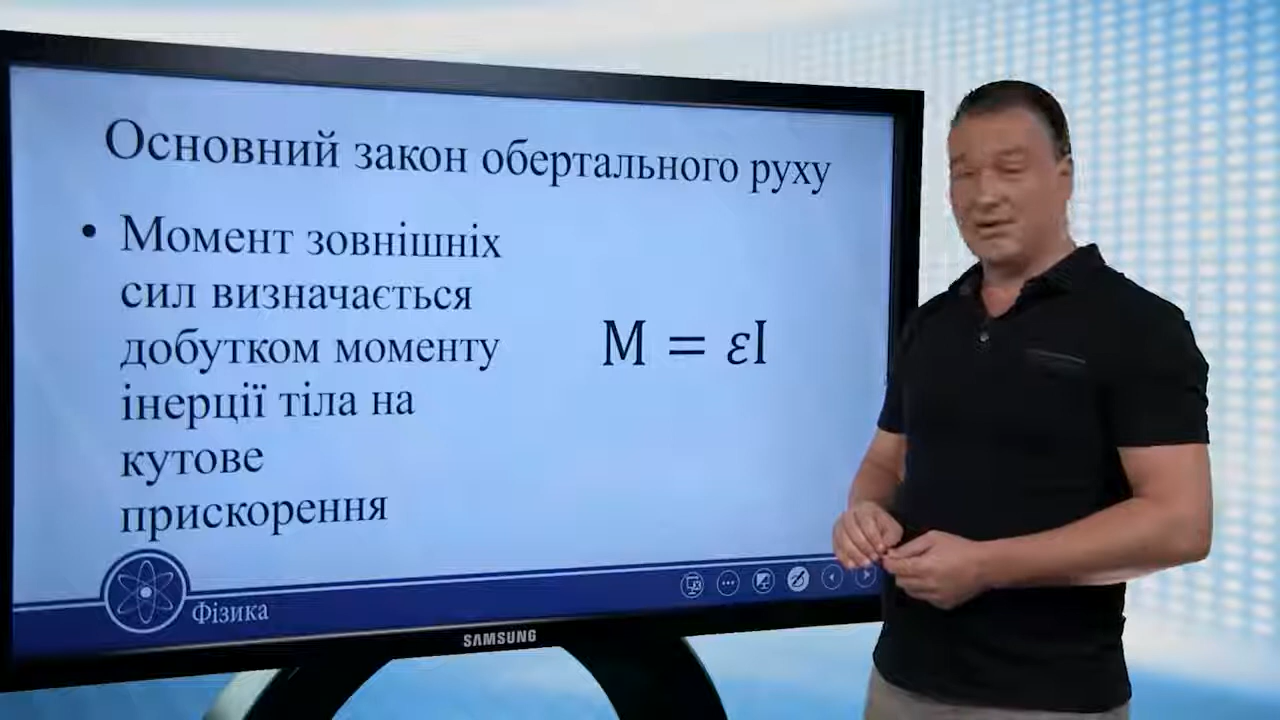 Основний закон обертального руху
• Момент зовнішніх
сил визначається
добутком моменту
інерції тіла на
кутове
прискорення
M = εI
Фізика
SAMSUNG